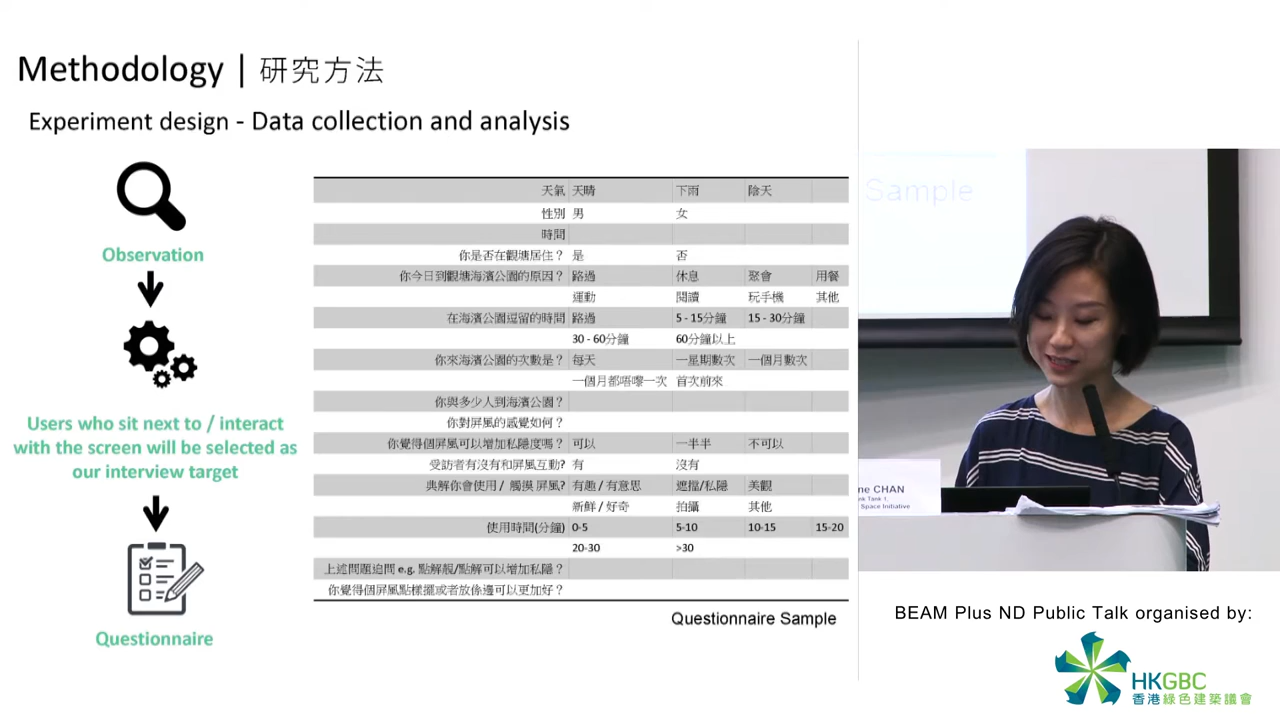 Methodology | 研究方法
Experiment design - Data collection and analysis
Observation
Users who sit next to / interact
with the screen will be selected as
our interview target
Questionnaire
天氣 天晴 下雨 陰天
性別 男 女
時間
你是否在觀塘居住？ 是 否
你今日到觀塘海濱公園的原因？ 路過 休息 聚會 用餐
運動 閱讀 玩手機 其他
在海濱公園逗留的時間 路過 5 - 15分鐘 15 - 30分鐘
30 - 60分鐘 60分鐘以上
你來海濱公園的次數是？ 每天 一星期數次 一個月數次
一個月都唔嚟一次 首次前來
你與多少人到海濱公園？
你對屏風的感覺如何？
你覺得個屏風可以增加私隱度嗎？ 可以 一半半 不可以
受訪者有沒有和屏風互動? 有 沒有
典解你會使用 / 觸摸 屏風? 有趣 / 有意思 遮擋/私隱 美觀
新鮮 / 好奇 拍攝 其他
使用時間(分鐘) 0-5 5-10 10-15 15-20
20-30 >30
上述問題追問 e.g. 點解靚/點解可以增加私隱？
你覺得個屏風點樣擺或者放係邊可以更加好？
Questionnaire Sample
Sample
ne CHAN
nk Tank 1,
Space Initiative
BEAM Plus ND Public Talk organised by:
HKGBC
香港綠色建築議會